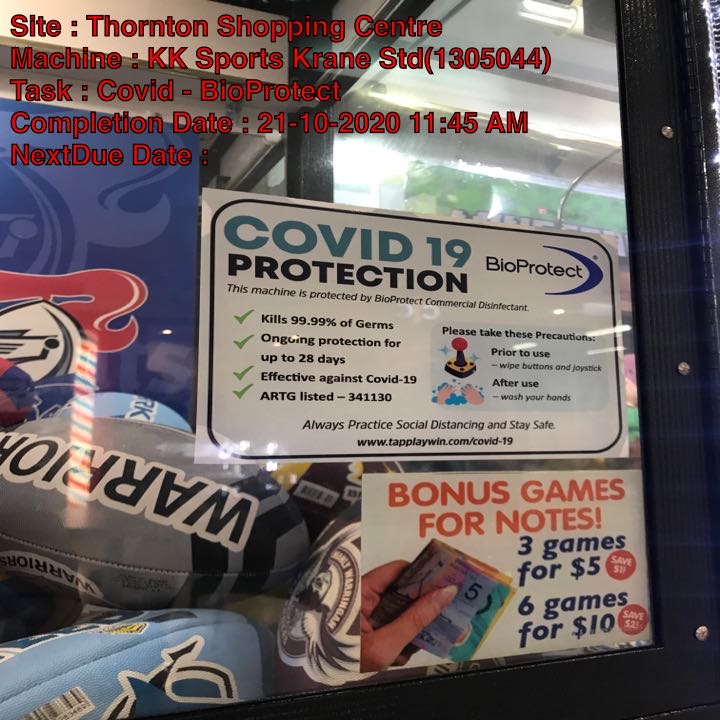 Site : Thornton Shopping Centre
Machine : KK Sports Krane Std(1305044)
Task : Covid - BioProtect
Completion Date : 21-10-2020 11:45 AM
NextDue Date :
COVID 19
PROTECTION
BioProtect
This machine is protected by BioProtect Commercial Disinfectant.
Kills 99.99% of Germs
Ongoing protection for
up to 28 days
Effective against Covid-19
ARTG listed – 341130
Please take these Precautions:
Prior to use
– wipe buttons and joystick
After use
– wash your hands
Always Practice Social Distancing and Stay Safe.
www.tapplaywin.com/covid-19
WARRIOR
WARRIORS
BONUS GAMES
FOR NOTES!
3 games
for $5
SAVE
$1!
6 games
for $10
SAVE
$2!
5